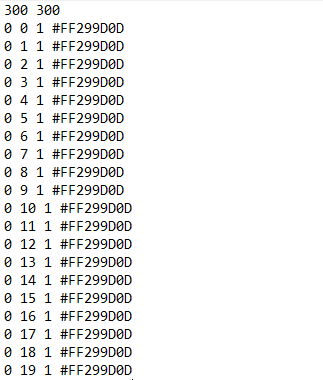 300 300
0 0 1 #FF299D0D
0 1 1 #FF299D0D
0 2 1 #FF299D0D
0 3 1 #FF299D0D
0 4 1 #FF299D0D
0 5 1 #FF299D0D
0 6 1 #FF299D0D
0 7 1 #FF299D0D
0 8 1 #FF299D0D
0 9 1 #FF299D0D
0 10 1 #FF299D0D
0 11 1 #FF299D0D
0 12 1 #FF299D0D
0 13 1 #FF299D0D
0 14 1 #FF299D0D
0 15 1 #FF299D0D
0 16 1 #FF299D0D
0 17 1 #FF299D0D
0 18 1 #FF299D0D
0 19 1 #FF299D0D